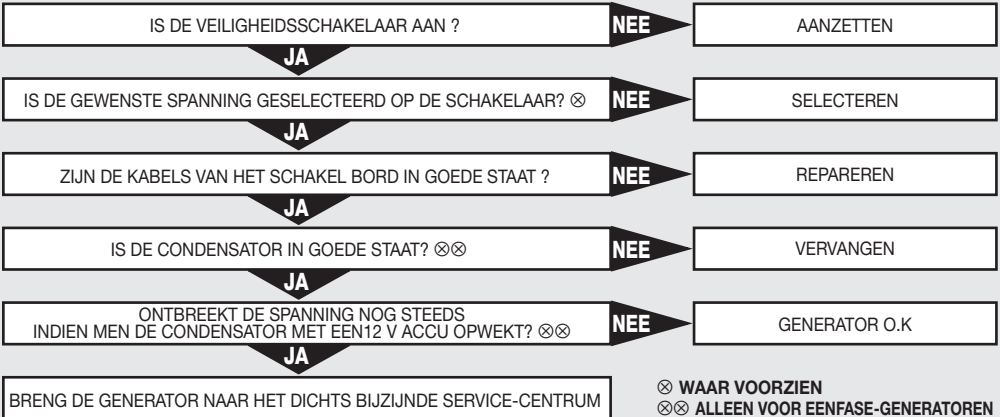 IS DE VEILIGHEIDSSCHAKELAAR AAN ?
NEE
AANZETTEN
JA
IS DE GEWENSTE SPANNING GESELECTEERD OP DE SCHAKELAAR? ⊗
NEE
SELECTEREN
JA
ZIJN DE KABELS VAN HET SCHAKEL BORD IN GOEDE STAAT ?
NEE
REPAREREN
JA
IS DE CONDENSATOR IN GOEDE STAAT? ⊗⊗
NEE
VERVANGEN
JA
ONTBREEKT DE SPANNING NOG STEEDS
INDIEN MEN DE CONDENSATOR MET EEN12 V ACCU OPWEKT? ⊗⊗
NEE
GENERATOR O.K
JA
BRENG DE GENERATOR NAAR HET DICHTS BIJZIJNDE SERVICE-CENTRUM
⊗ WAAR VOORZIEN
⊗⊗ ALLEEN VOOR EENFASE-GENERATOREN